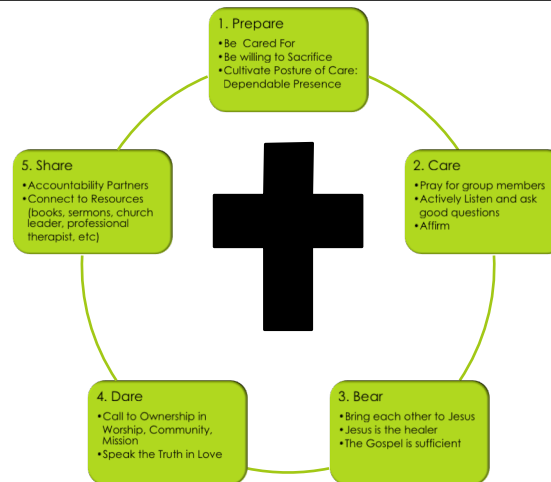 1. Prepare
•Be Cared For
•Be willing to Sacrifice
•Cultivate Posture of Care:
Dependable Presence
2. Care
•Pray for group members
•Actively Listen and ask
good questions
•Affirm
3. Bear
•Bring each other to Jesus
•Jesus is the healer
•The Gospel is sufficient
4. Dare
•Call to Ownership in
Worship, Community,
Mission
•Speak the Truth in Love
5. Share
•Accountability Partners
•Connect to Resources
(books, sermons, church
leader, professional
therapist, etc)